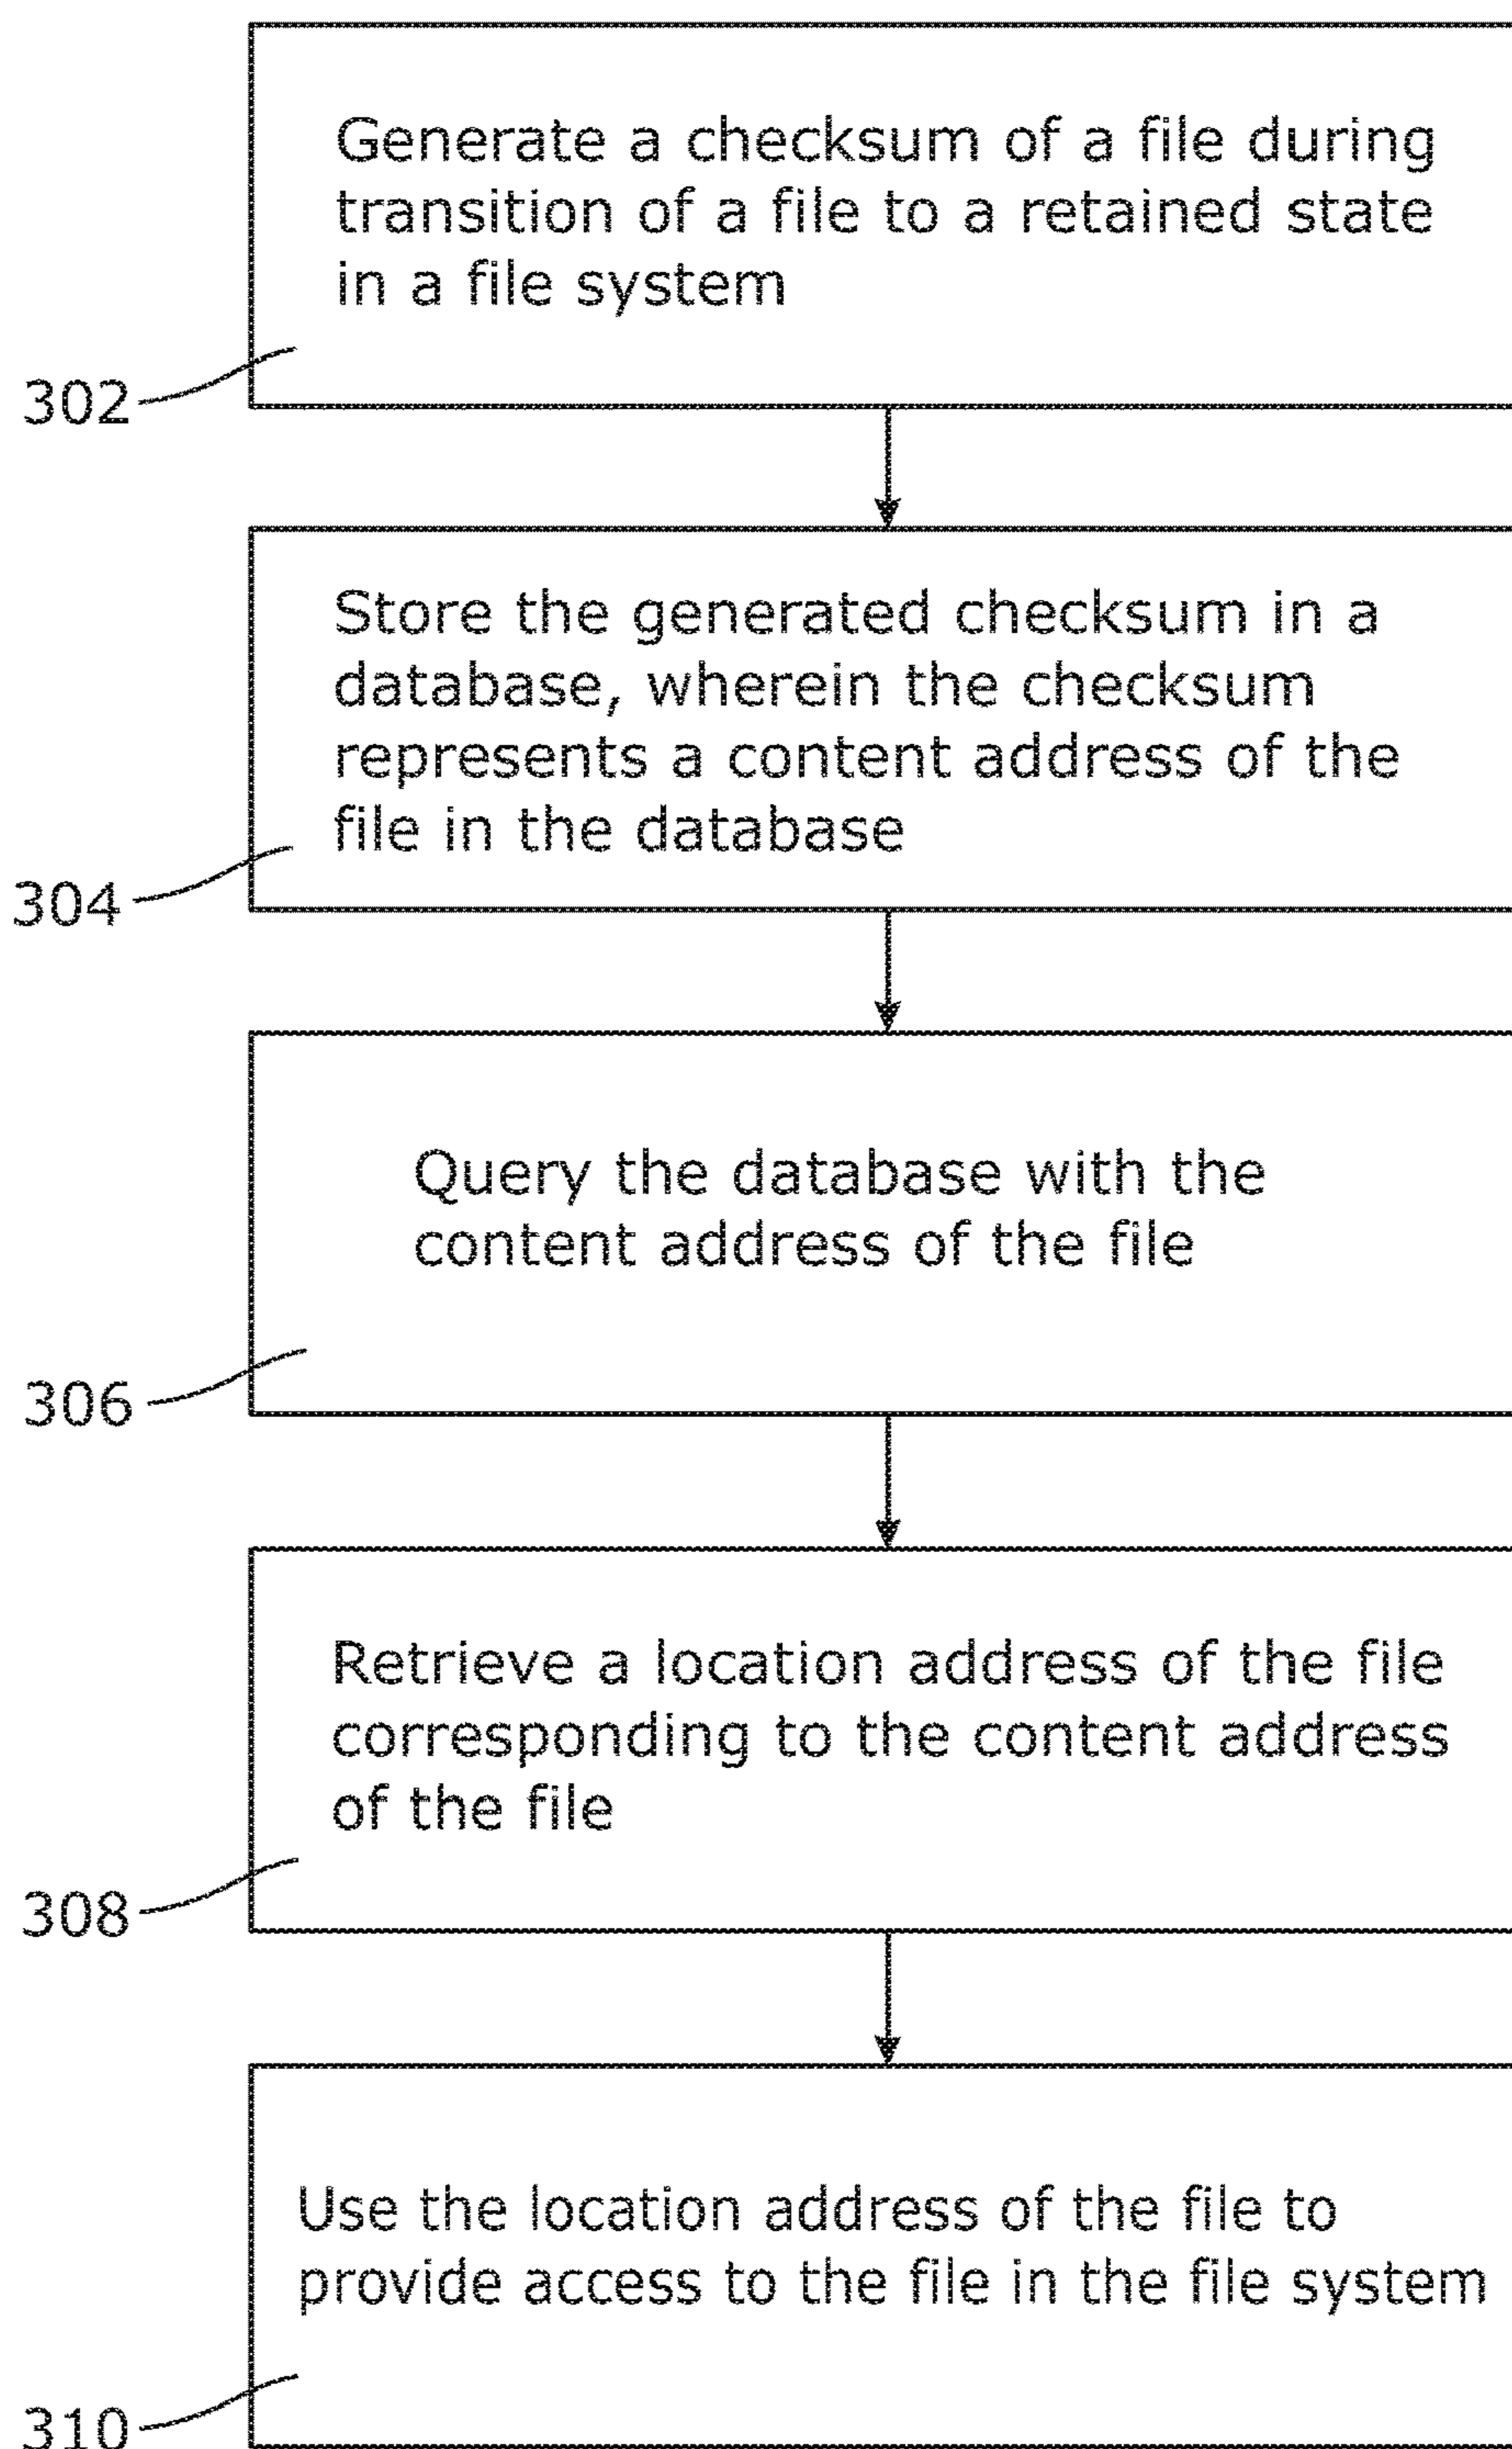 Generate a checksum of a file during
transition of a file to a retained state
in a file system
302
Store the generated checksum in a
database, wherein the checksum
represents a content address of the
file in the database
304
Query the database with the
content address of the file
306
Retrieve a location address of the file
corresponding to the content address
of the file
308
Use the location address of the file to
provide access to the file in the file system
310